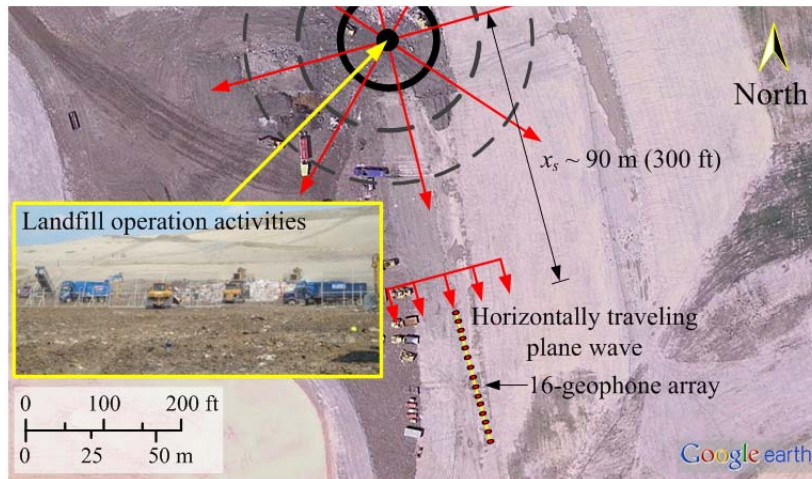 North
x_s ~ 90 m (300 ft)
Landfill operation activities
Horizontally traveling
plane wave
16-geophone array
0 100 200 ft
0 25 50 m
Google earth